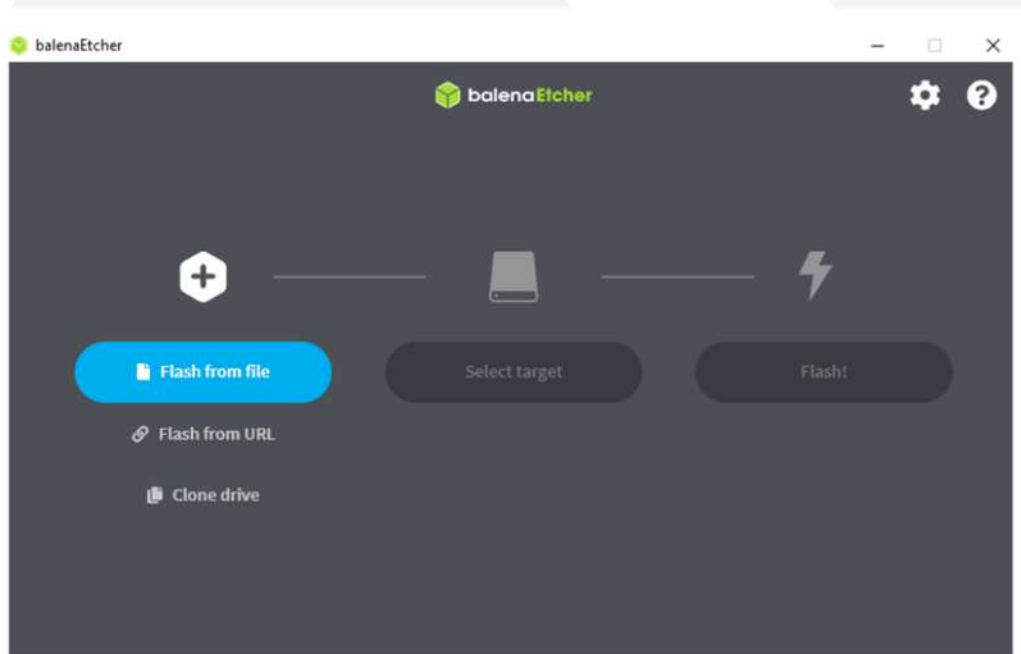 balenaEtcher
balenaEtcher
Flash from file
Select target
Flash!
Flash from URL
Clone drive